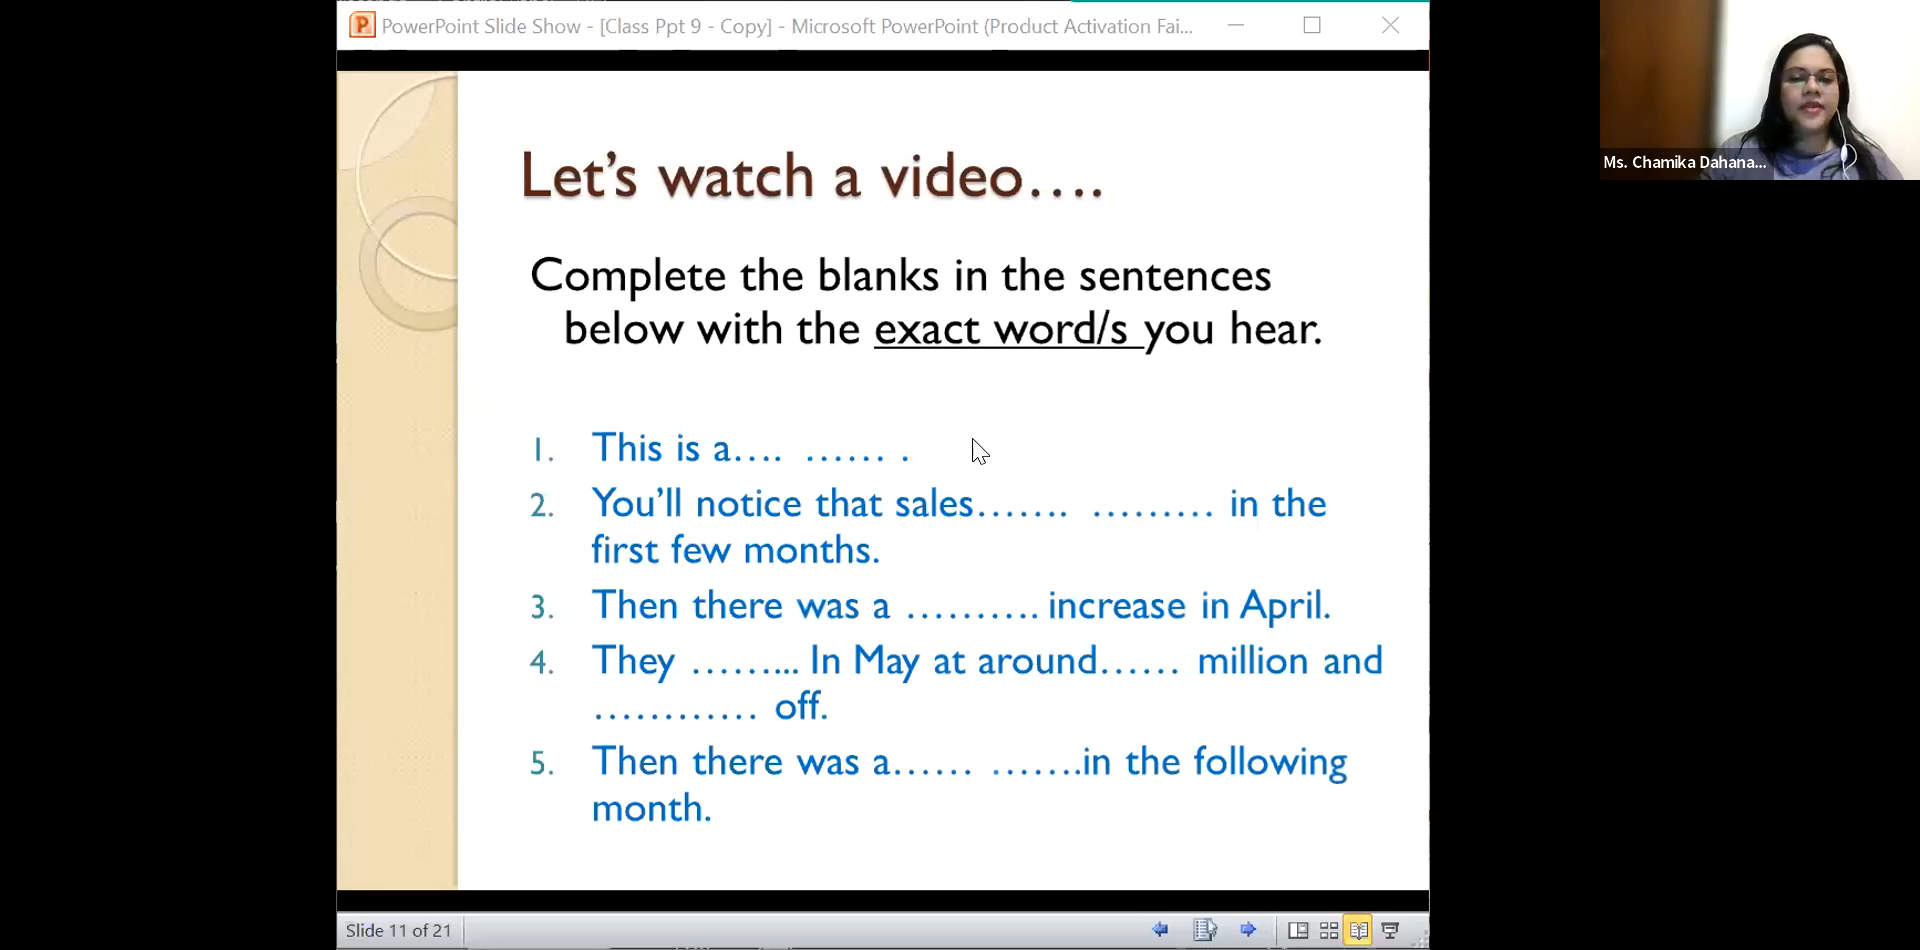 PowerPoint Slide Show - [Class Ppt 9 - Copy] - Microsoft PowerPoint (Product Activation Fai...
Ms. Chamika Dahana...
Let's watch a video....
Complete the blanks in the sentences
below with the exact word/s you hear.
1. This is a.... ...... .
2. You'll notice that sales....... ......... in the
first few months.
3. Then there was a .......... increase in April.
4. They ......... In May at around...... million and
............ off.
5. Then there was a...... .......in the following
month.
Slide 11 of 21